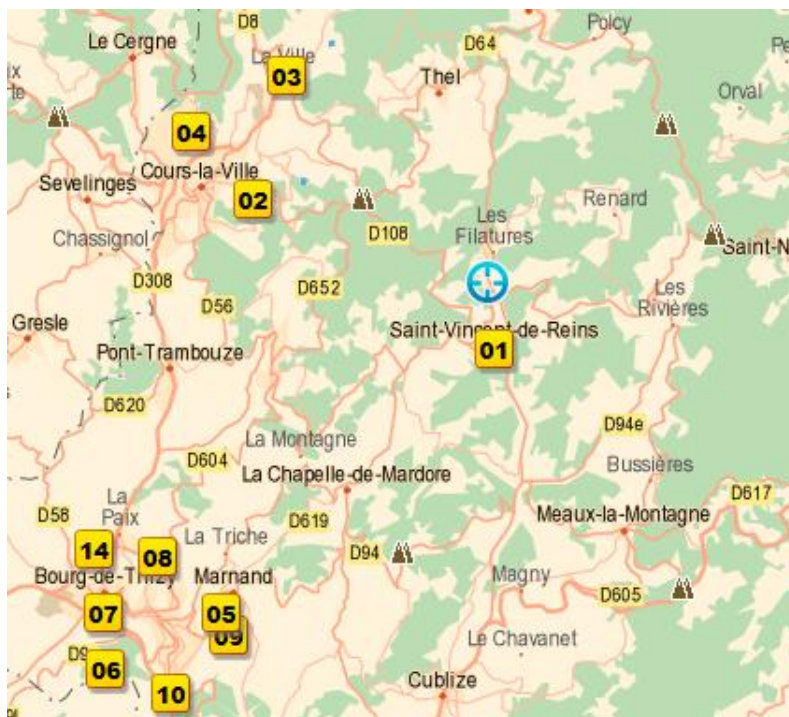 D8
Polcy
Le Cergne
D64
La Ville
03
Thel
Orval
04
Cours-la-Ville
Sevelinges
02
Renard
Les
Filatures
Chassignol
D108
Saint-N
D308
D652
Les
Rivières
D56
Gresle
Saint-Vincent-de-Reins
01
Pont-Trambouze
D620
D94e
La Montagne
D604
Bussières
La Chapelle-de-Mardore
D617
La
Paix
D58
D619
Meaux-la-Montagne
La Triche
14
08
D94
Bourg-de-Thizy
Marnand
Magny
D605
07
05
09
Le Chavanet
06
Cublize
10